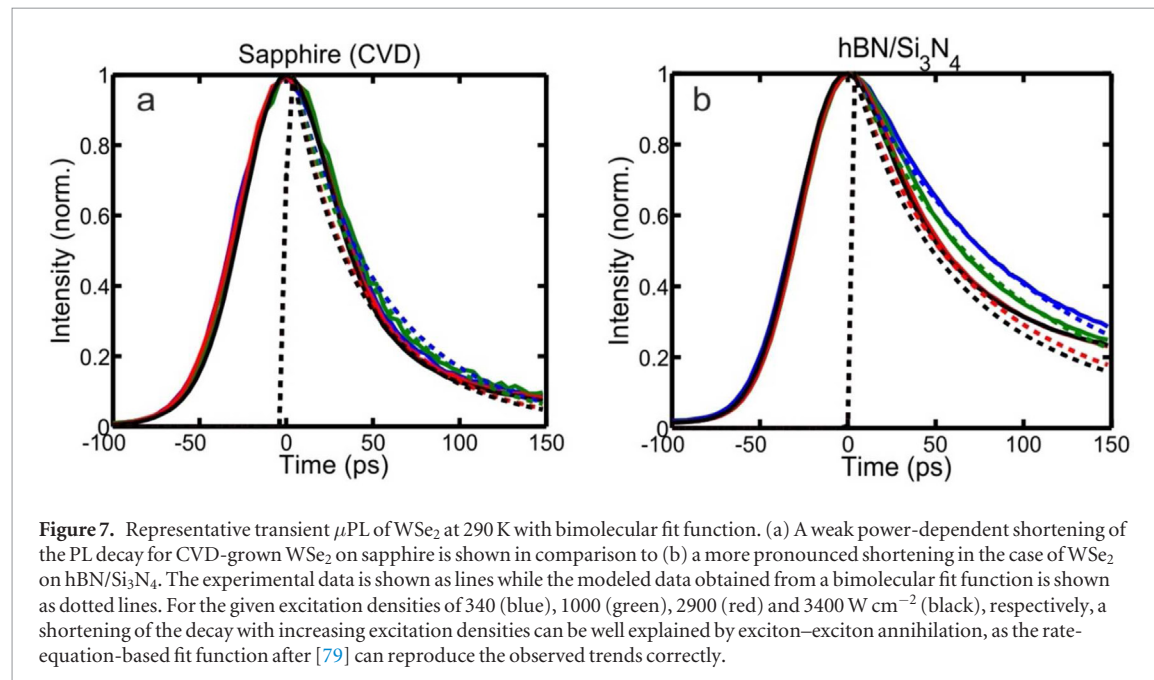 Sapphire (CVD)
a
1
0.8
0.6
0.4
0.2
0
Intensity (norm.)
-100 -50 0 50 100 150
Time (ps)
hBN/Si₃N₄
b
1
0.8
0.6
0.4
0.2
0
Intensity (norm.)
-100 -50 0 50 100 150
Time (ps)
Figure 7. Representative transient μPL of WSe₂ at 290 K with bimolecular fit function. (a) A weak power-dependent shortening of
the PL decay for CVD-grown WSe₂ on sapphire is shown in comparison to (b) a more pronounced shortening in the case of WSe₂
on hBN/Si₃N₄. The experimental data is shown as lines while the modeled data obtained from a bimolecular fit function is shown
as dotted lines. For the given excitation densities of 340 (blue), 1000 (green), 2900 (red) and 3400 W cm⁻² (black), respectively, a
shortening of the decay with increasing excitation densities can be well explained by exciton–exciton annihilation, as the rate-
equation-based fit function after [79] can reproduce the observed trends correctly.